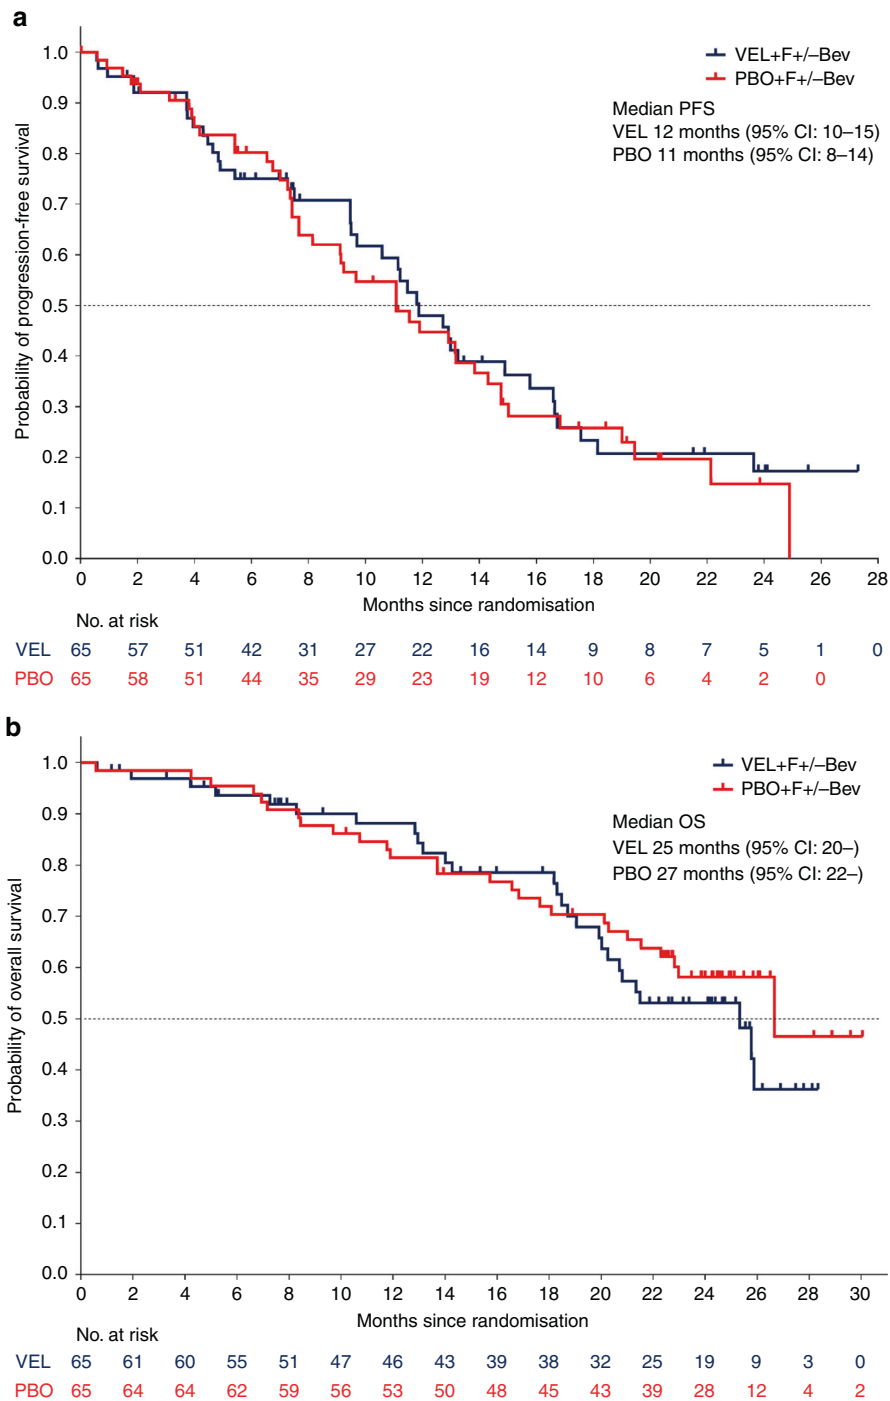 a
VEL+F+/–Bev
PBO+F+/–Bev
Median PFS
VEL 12 months (95% CI: 10–15)
PBO 11 months (95% CI: 8–14)
Probability of progression-free survival
1.0
0.9
0.8
0.7
0.6
0.5
0.4
0.3
0.2
0.1
0.0
0 2 4 6 8 10 12 14 16 18 20 22 24 26 28
Months since randomisation
No. at risk
VEL 65 57 51 42 31 27 22 16 14 9 8 7 5 1 0
PBO 65 58 51 44 35 29 23 19 12 10 6 4 2 0
b
VEL+F+/–Bev
PBO+F+/–Bev
Median OS
VEL 25 months (95% CI: 20–)
PBO 27 months (95% CI: 22–)
Probability of overall survival
1.0
0.9
0.8
0.7
0.6
0.5
0.4
0.3
0.2
0.1
0.0
0 2 4 6 8 10 12 14 16 18 20 22 24 26 28 30
Months since randomisation
No. at risk
VEL 65 61 60 55 51 47 46 43 39 38 32 25 19 9 3 0
PBO 65 64 64 62 59 56 53 50 48 45 43 39 28 12 4 2